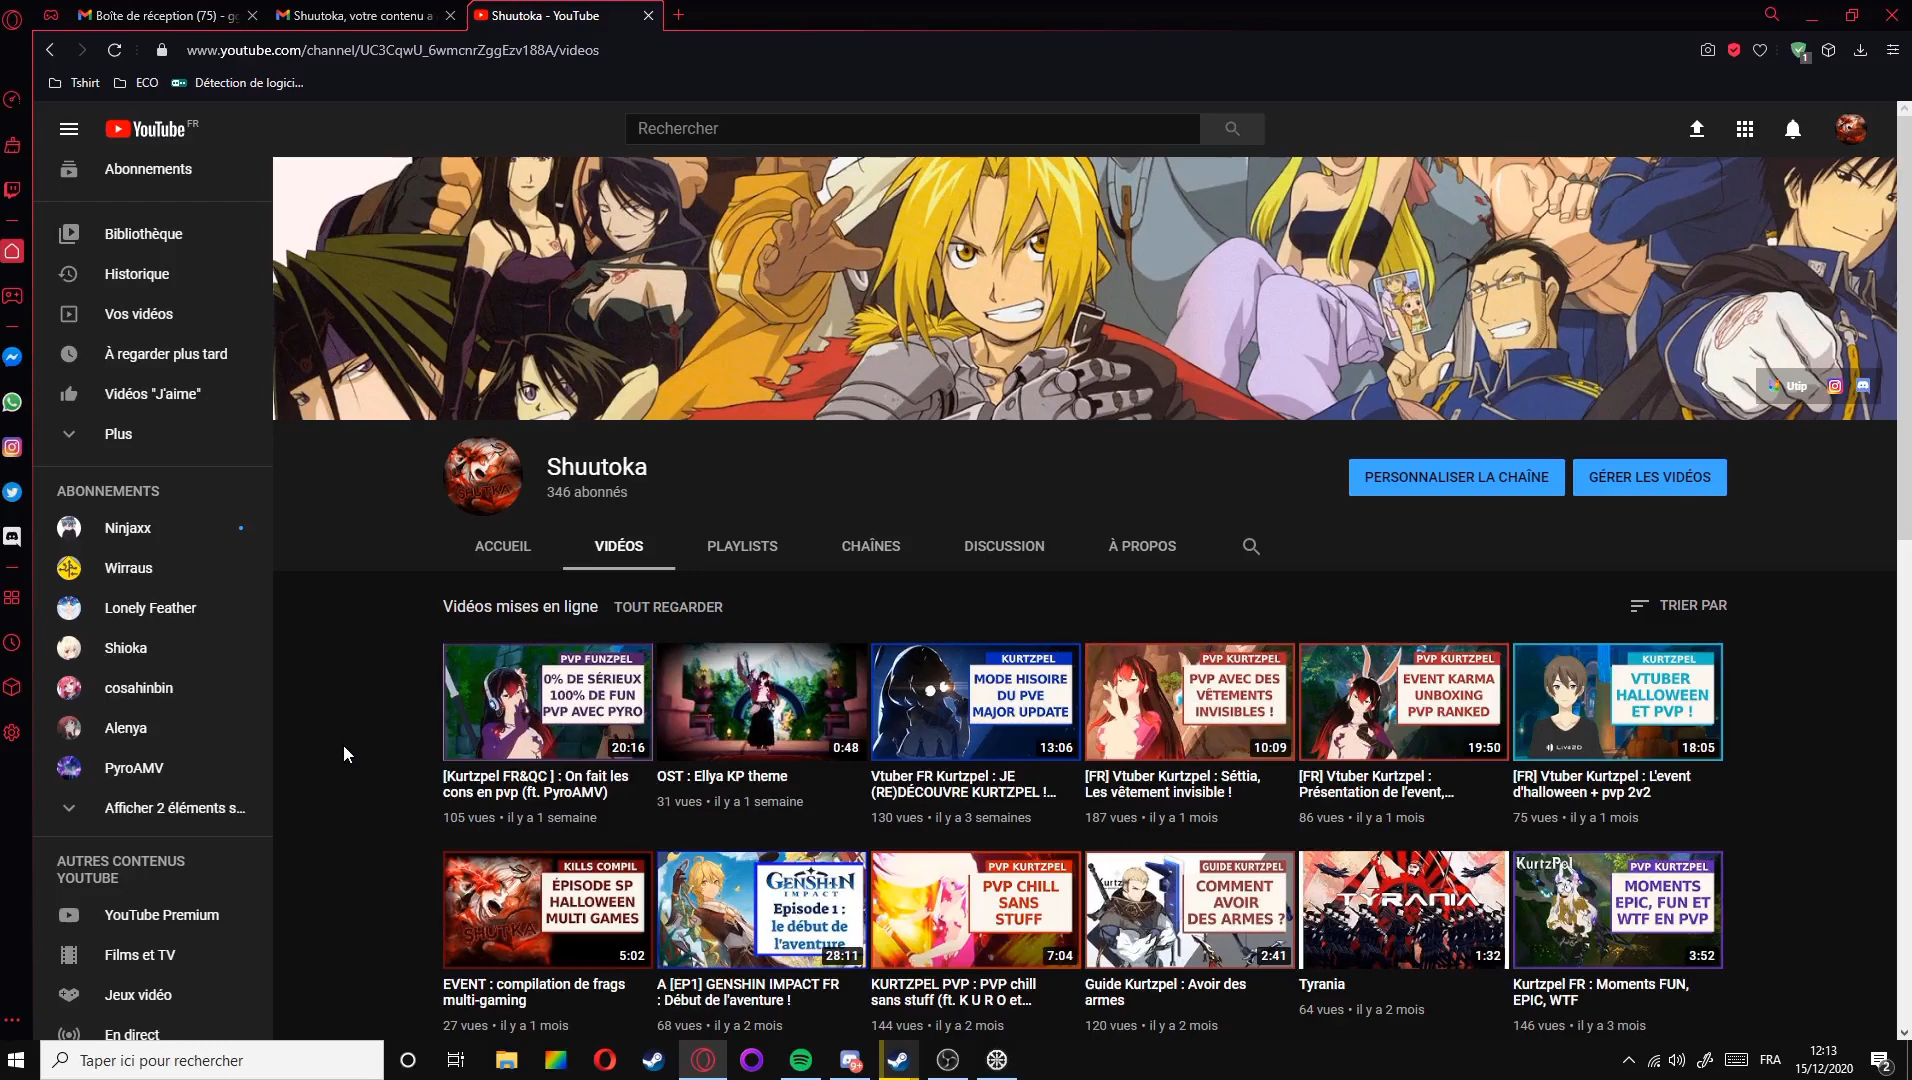 Boîte de réception (75) - gg
Shuutoka, votre contenu a
Shuutoka - YouTube
www.youtube.com/channel/UC3CqwU_6wmcnrZggEzv188A/videos
Tshirt
ECO
Détection de logici...
YouTube FR
Rechercher
Abonnements
Bibliothèque
Historique
Vos vidéos
À regarder plus tard
Vidéos "J'aime"
Plus
ABONNEMENTS
Ninjaxx
Wirraus
Lonely Feather
Shioka
cosahinbin
Alenya
PyroAMV
Afficher 2 éléments s...
AUTRES CONTENUS
YOUTUBE
YouTube Premium
Films et TV
Jeux vidéo
En direct
Utip
SHUTKA
Shuutoka
346 abonnés
PERSONNALISER LA CHAÎNE
GÉRER LES VIDÉOS
ACCUEIL
VIDÉOS
PLAYLISTS
CHAÎNES
DISCUSSION
À PROPOS
Vidéos mises en ligne
TOUT REGARDER
TRIER PAR
PVP FUNZPEL
0% DE SÉRIEUX
100% DE FUN
PVP AVEC PYRO
20:16
[Kurtzpel FR&QC ] : On fait les
cons en pvp (ft. PyroAMV)
105 vues • il y a 1 semaine
0:48
OST : Ellya KP theme
31 vues • il y a 1 semaine
KURTZPEL
MODE HISOIRE
DU PVE
MAJOR UPDATE
13:06
Vtuber FR Kurtzpel : JE
(RE)DÉCOUVRE KURTZPEL !...
130 vues • il y a 3 semaines
PVP KURTZPEL
PVP AVEC DES
VÊTEMENTS
INVISIBLES !
10:09
[FR] Vtuber Kurtzpel : Séttia,
Les vêtement invisible !
187 vues • il y a 1 mois
PVP KURTZPEL
EVENT KARMA
UNBOXING
PVP RANKED
19:50
[FR] Vtuber Kurtzpel :
Présentation de l'event,...
86 vues • il y a 1 mois
KURTZPEL
VTUBER
HALLOWEEN
ET PVP !
Live2D
18:05
[FR] Vtuber Kurtzpel : L'event
d'halloween + pvp 2v2
75 vues • il y a 1 mois
KILLS COMPIL
ÉPISODE SP
HALLOWEEN
MULTI GAMES
SHUTKA
5:02
EVENT : compilation de frags
multi-gaming
27 vues • il y a 1 mois
GENSHIN
IMPACT
Episode 1 :
le début de
l'aventure
28:11
A [EP1] GENSHIN IMPACT FR
: Début de l'aventure !
68 vues • il y a 2 mois
PVP KURTZPEL
PVP CHILL
SANS
STUFF
7:04
KURTZPEL PVP : PVP chill
sans stuff (ft. K U R O et...
144 vues • il y a 2 mois
GUIDE KURTZPEL
COMMENT
AVOIR
DES ARMES ?
2:41
Guide Kurtzpel : Avoir des
armes
120 vues • il y a 2 mois
TYRANIA
1:32
Tyrania
64 vues • il y a 2 mois
KurtzPel
PVP KURTZPEL
MOMENTS
EPIC, FUN ET
WTF EN PVP
3:52
Kurtzpel FR : Moments FUN,
EPIC, WTF
146 vues • il y a 3 mois
Taper ici pour rechercher
9+
FRA
12:13
15/12/2020
2